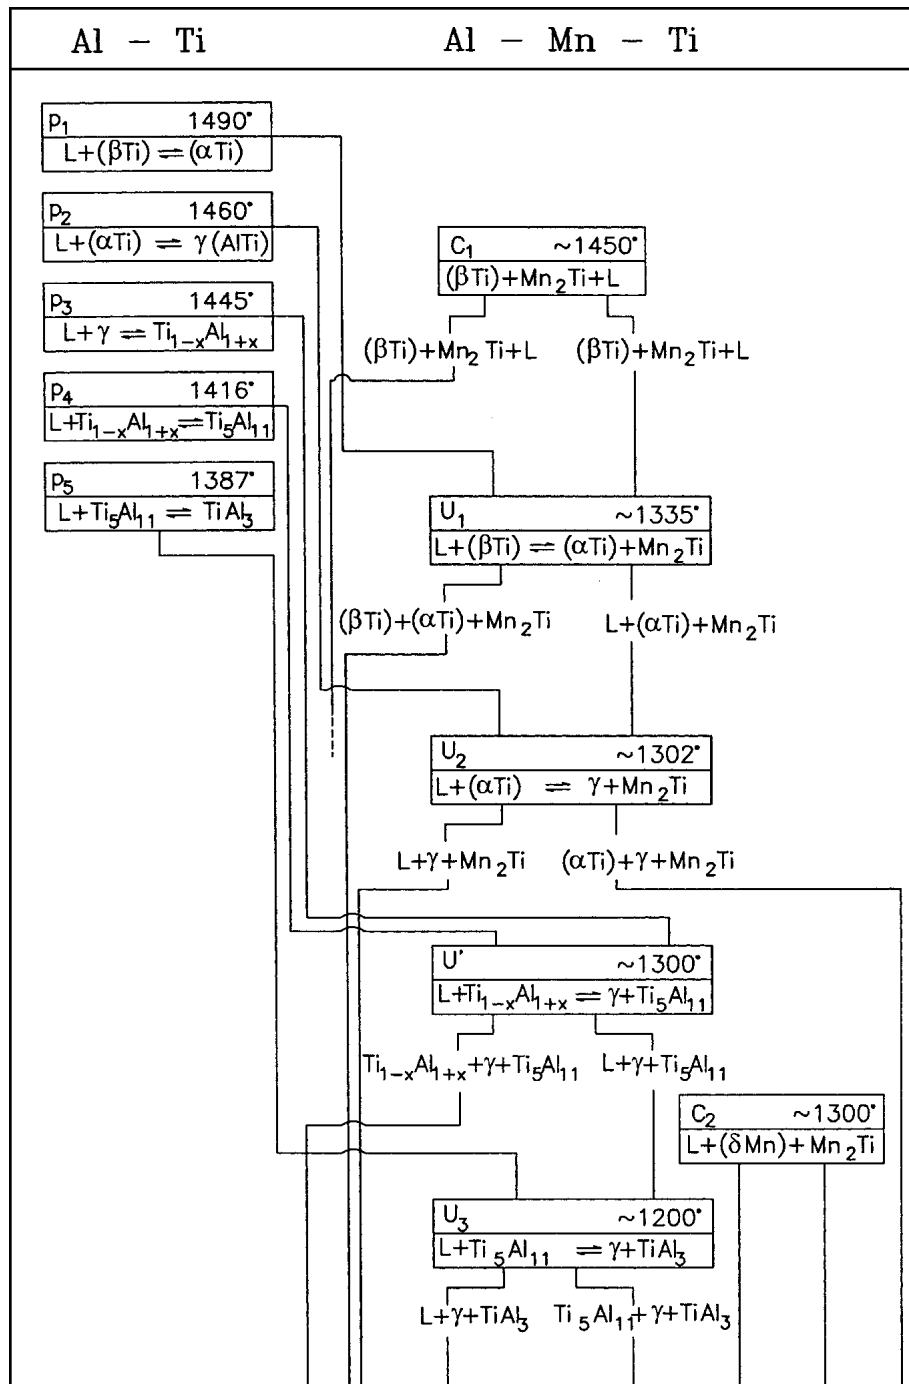 Al – Ti
Al – Mn – Ti
p₁ 1490°
L+(βTi) ⇌ (αTi)
p₂ 1460°
L+(αTi) ⇌ γ(AlTi)
C₁ ~1450°
(βTi)+Mn₂Ti+L
p₃ 1445°
L+γ ⇌ Ti₁₋ₓAl₁₊ₓ
(βTi)+Mn₂Ti+L
(βTi)+Mn₂Ti+L
p₄ 1416°
L+Ti₁₋ₓAl₁₊ₓ⇌Ti₅Al₁₁
p₅ 1387°
L+Ti₅Al₁₁ ⇌ TiAl₃
U₁ ~1335°
L+(βTi) ⇌ (αTi)+Mn₂Ti
(βTi)+(αTi)+Mn₂Ti
L+(αTi)+Mn₂Ti
U₂ ~1302°
L+(αTi) ⇌ γ+Mn₂Ti
L+γ+Mn₂Ti
(αTi)+γ+Mn₂Ti
U' ~1300°
L+Ti₁₋ₓAl₁₊ₓ ⇌ γ+Ti₅Al₁₁
Ti₁₋ₓAl₁₊ₓ+γ+Ti₅Al₁₁
L+γ+Ti₅Al₁₁
C₂ ~1300°
L+(δMn)+Mn₂Ti
U₃ ~1200°
L+Ti₅Al₁₁ ⇌ γ+TiAl₃
L+γ+TiAl₃
Ti₅Al₁₁+γ+TiAl₃